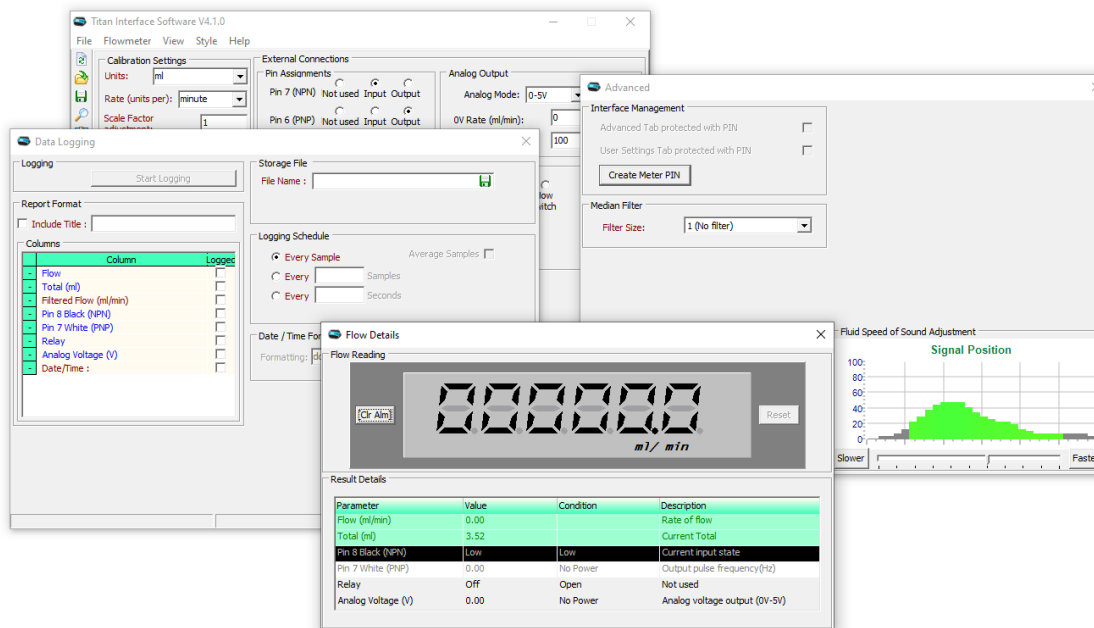 Titan Interface Software V4.1.0
File Flowmeter View Style Help
Calibration Settings
Units: ml
Rate (units per): minute
Scale Factor
1
External Connections
Pin Assignments
Pin 7 (NPN) Not used Input Output
Pin 6 (PNP) Not used Input Output
Analog Output
Analog Mode: 0-5V
0V Rate (ml/min): 0
100
Advanced
Interface Management
Advanced Tab protected with PIN
User Settings Tab protected with PIN
Create Meter PIN
Median Filter
Filter Size: 1 (No filter)
Fluid Speed of Sound Adjustment
Signal Position
100
80
60
40
20
0
Slower Faste
Data Logging
Logging
Start Logging
Report Format
Include Title :
Columns
Column Logged
- Flow
- Total (ml)
- Filtered Flow (ml/min)
- Pin 8 Black (NPN)
- Pin 7 White (PNP)
- Relay
- Analog Voltage (V)
- Date/Time :
Storage File
File Name :
Logging Schedule
Every Sample Average Samples
Every Samples
Every Seconds
Date / Time For
Formatting:
Flow Details
Flow Reading
Clr Alm
000000.0
ml/ min
Reset
Result Details
Parameter Value Condition Description
Flow (ml/min) 0.00 Rate of flow
Total (ml) 3.52 Current Total
Pin 8 Black (NPN) Low Low Current input state
Pin 7 White (PNP) 0.00 No Power Output pulse frequency(Hz)
Relay Off Open Not used
Analog Voltage (V) 0.00 No Power Analog voltage output (0V-5V)